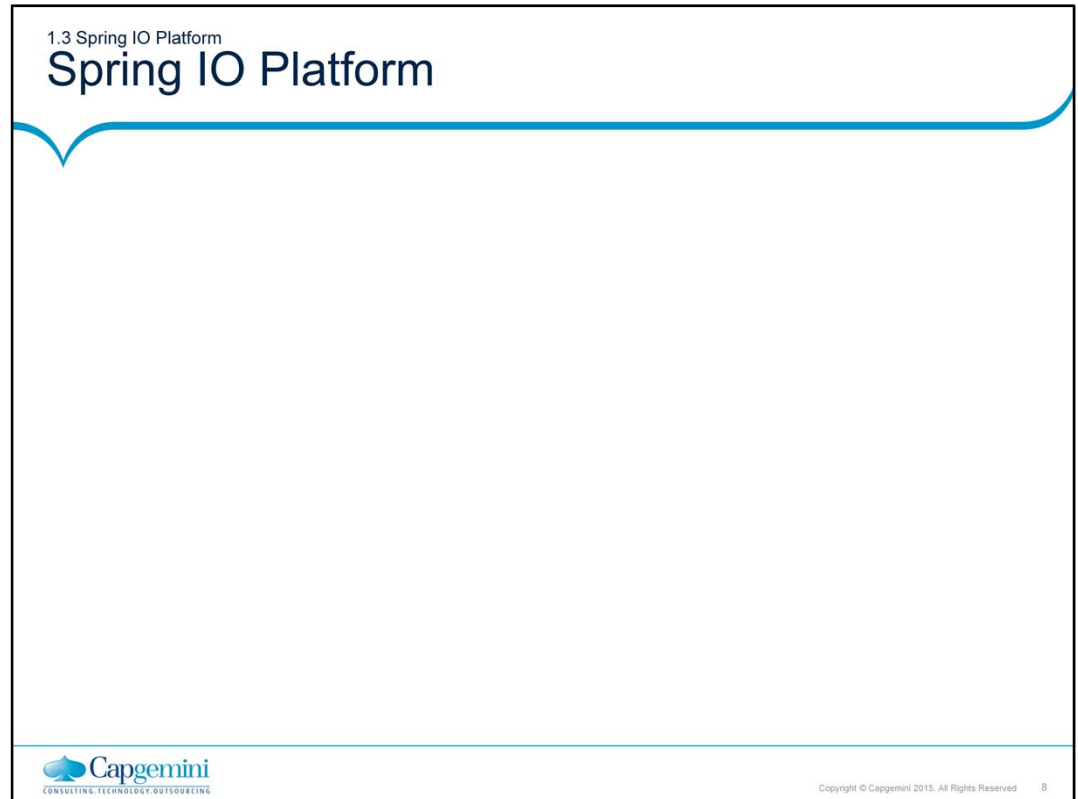 1.3 Spring IO Platform
Spring IO Platform
Capgemini
CONSULTING.TECHNOLOGY.OUTSOURCING
Copyright © Capgemini 2015. All Rights Reserved 8